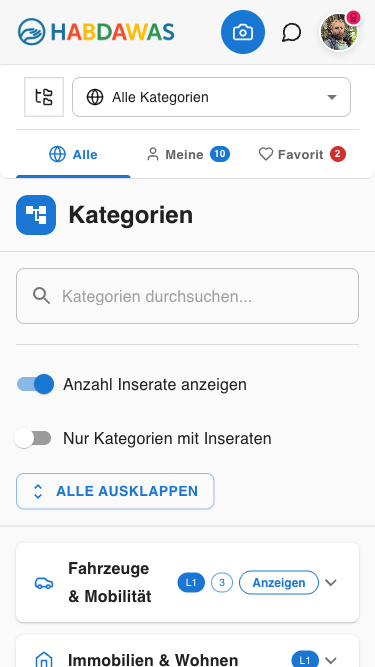 HABDAWAS
8
Alle Kategorien
Alle
Meine 10
Favorit 2
Kategorien
Kategorien durchsuchen...
Anzahl Inserate anzeigen
Nur Kategorien mit Inseraten
ALLE AUSKLAPPEN
Fahrzeuge
& Mobilität
L1 3 Anzeigen
Immobilien & Wohnen L1